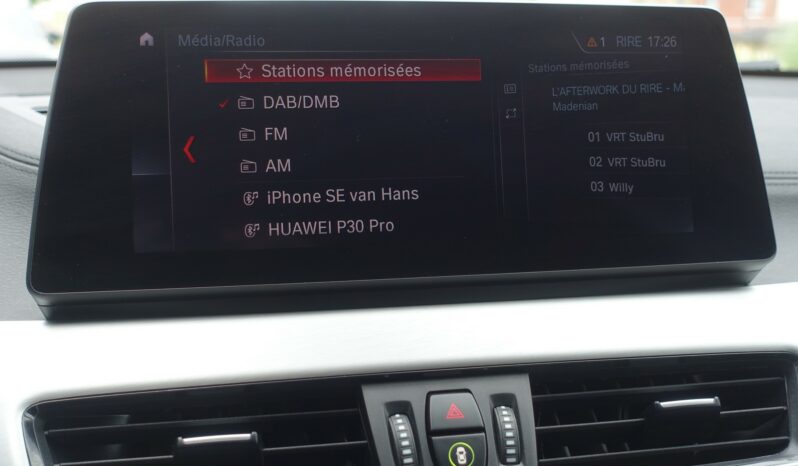 Média/Radio
1 RIRE 17:26
Stations mémorisées
DAB/DMB
FM
AM
iPhone SE van Hans
HUAWEI P30 Pro
Stations mémorisées
L'AFTERWORK DU RIRE - Ma
Madenian
01 VRT StuBru
02 VRT StuBru
03 Willy